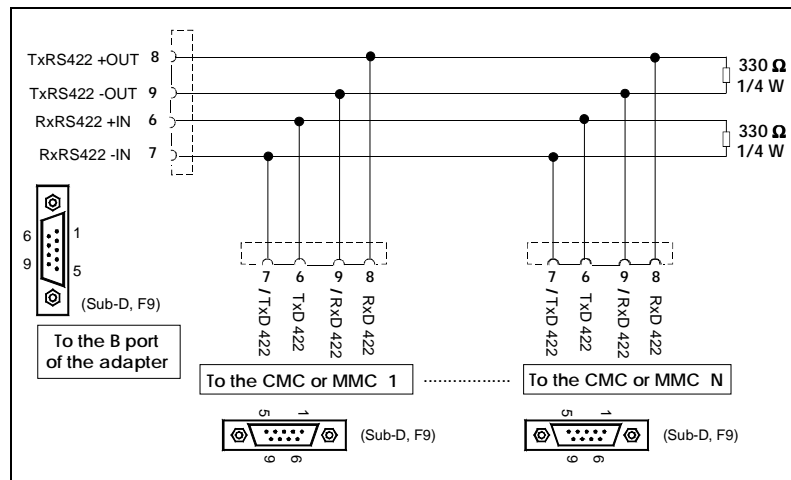 TxRS422 +OUT 8
TxRS422 -OUT 9
RxRS422 +IN 6
RxRS422 -IN 7
330 Ω
1/4 W
330 Ω
1/4 W
6 1
9 5
(Sub-D, F9)
To the B port
of the adapter
7 6 9 8
/TxD 422
TxD 422
/RxD 422
RxD 422
7 6 9 8
/TxD 422
TxD 422
/RxD 422
RxD 422
To the CMC or MMC 1 ................. To the CMC or MMC N
5 1
9 6
(Sub-D, F9)
5 1
9 6
(Sub-D, F9)